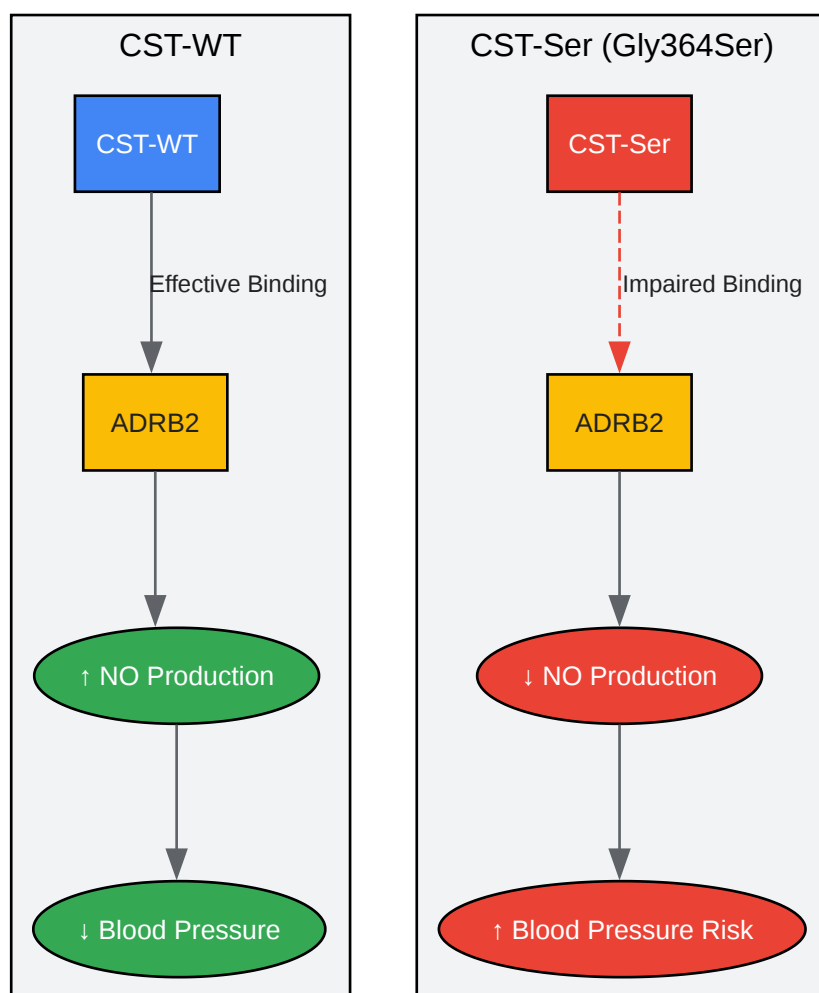 CST-WT
CST-WT
Effective Binding
ADRB2
↑ NO Production
↓ Blood Pressure
CST-Ser (Gly364Ser)
CST-Ser
Impaired Binding
ADRB2
↓ NO Production
↑ Blood Pressure Risk